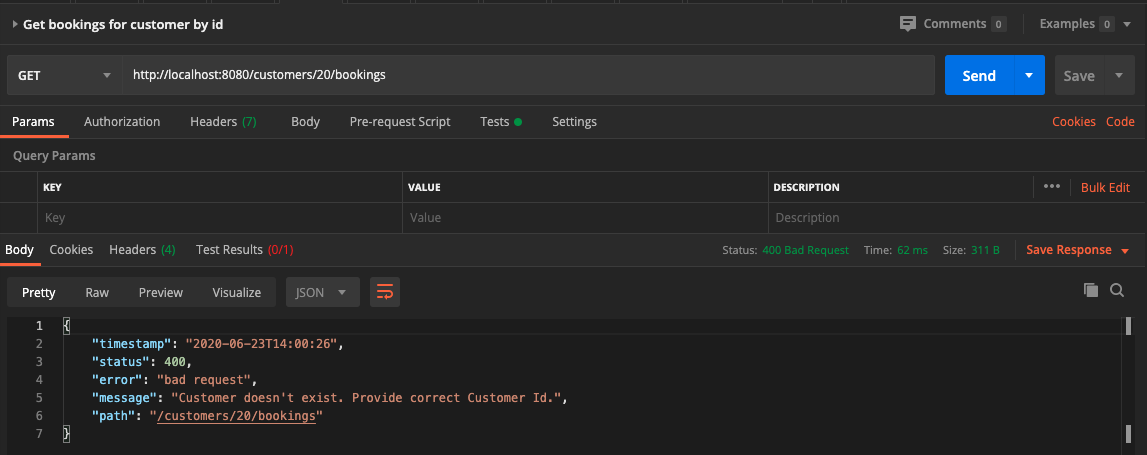 Get bookings for customer by id
Comments 0 Examples 0
GET http://localhost:8080/customers/20/bookings Send Save
Params Authorization Headers (7) Body Pre-request Script Tests Settings Cookies Code
Query Params
KEY VALUE DESCRIPTION ••• Bulk Edit
Key Value Description
Body Cookies Headers (4) Test Results (0/1) Status: 400 Bad Request Time: 62 ms Size: 311 B Save Response
Pretty Raw Preview Visualize JSON
1 {
2 "timestamp": "2020-06-23T14:00:26",
3 "status": 400,
4 "error": "bad request",
5 "message": "Customer doesn't exist. Provide correct Customer Id.",
6 "path": "/customers/20/bookings"
7 }